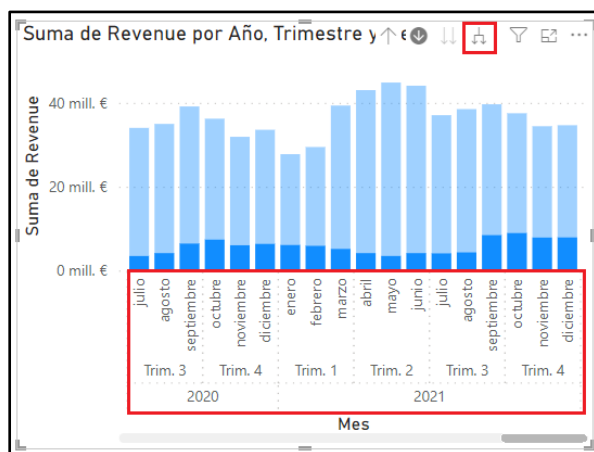 Suma de Revenue por Año, Trimestre y
Suma de Revenue
40 mill. €
20 mill. €
0 mill. €
julio
agosto
septiembre
octubre
noviembre
diciembre
enero
febrero
marzo
abril
mayo
junio
julio
agosto
septiembre
octubre
noviembre
diciembre
Trim. 3 Trim. 4 Trim. 1 Trim. 2 Trim. 3 Trim. 4
2020 2021
Mes